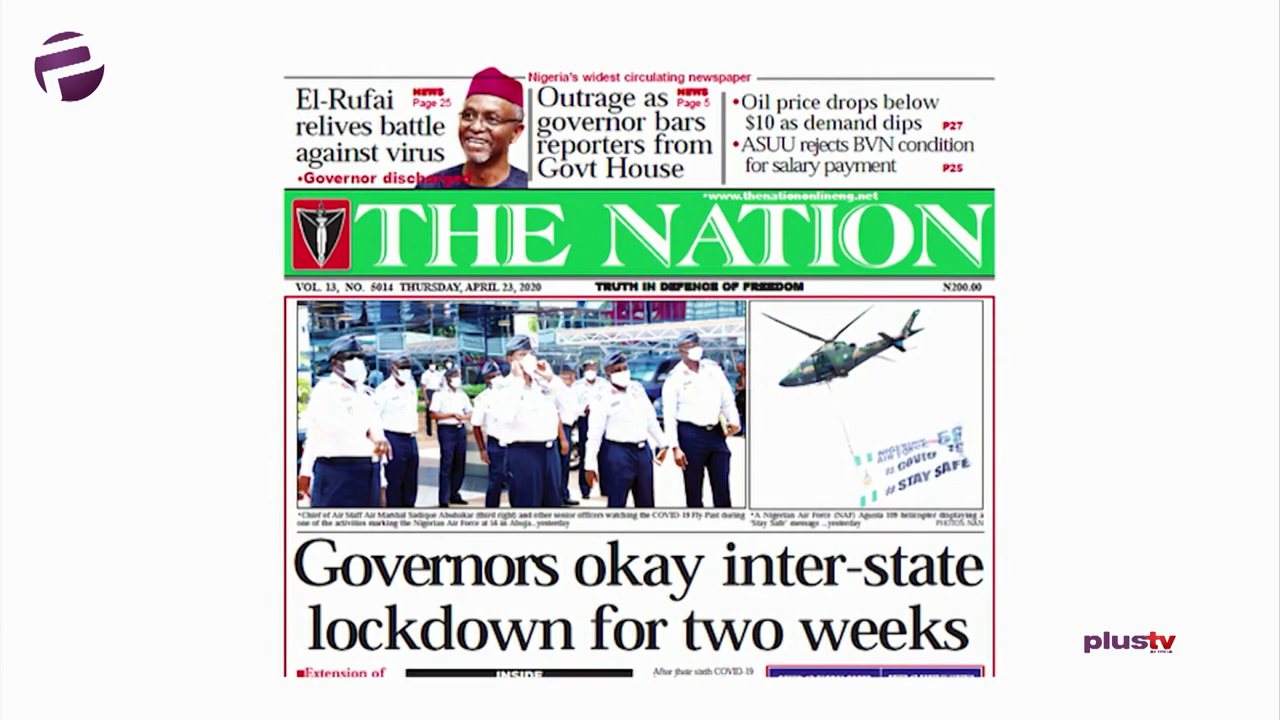 Nigeria's widest circulating newspaper
El-Rufai
relives battle
against virus
NEWS
Page 25
•Governor discharged
Outrage as
governor bars
reporters from
Govt House
NEWS
Page 5
•Oil price drops below
$10 as demand dips P27
•ASUU rejects BVN condition
for salary payment P25
•www.thenationonlineng.net
THE NATION
VOL. 13, NO. 5014 THURSDAY, APRIL 23, 2020
TRUTH IN DEFENCE OF FREEDOM
N200.00
NIGERIAN
AIR FORCE
# COVID 19
# STAY SAFE
•Chief of Air Staff Air Marshal Sadique Abubakar (third right) and other senior officers watching the COVID-19 Fly-Past during
one of the activities marking the Nigerian Air Force at 56 in Abuja...yesterday
•A Nigerian Air Force (NAF) Agusta 109 helicopter displaying a
'Stay Safe' message ...yesterday PHOTOS: NAN
Governors okay inter-state
lockdown for two weeks
Extension of
INSIDE
After their sixth COVID-19
plustv